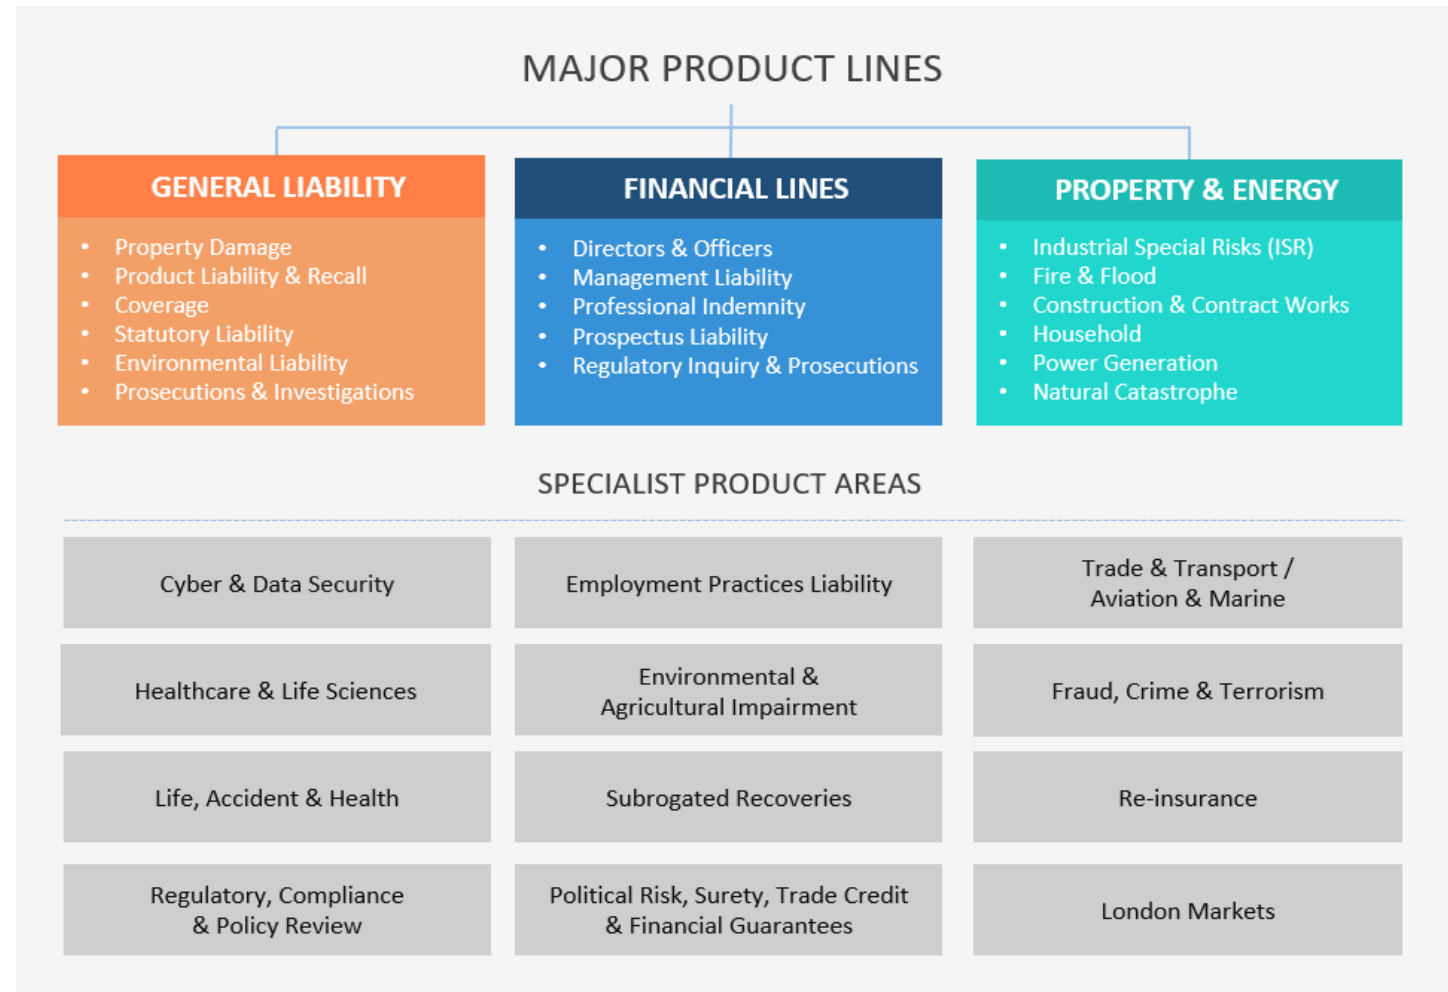 MAJOR PRODUCT LINES
GENERAL LIABILITY
• Property Damage
• Product Liability & Recall
• Coverage
• Statutory Liability
• Environmental Liability
• Prosecutions & Investigations
FINANCIAL LINES
• Directors & Officers
• Management Liability
• Professional Indemnity
• Prospectus Liability
• Regulatory Inquiry & Prosecutions
PROPERTY & ENERGY
• Industrial Special Risks (ISR)
• Fire & Flood
• Construction & Contract Works
• Household
• Power Generation
• Natural Catastrophe
SPECIALIST PRODUCT AREAS
Cyber & Data Security
Employment Practices Liability
Trade & Transport /
Aviation & Marine
Healthcare & Life Sciences
Environmental &
Agricultural Impairment
Fraud, Crime & Terrorism
Life, Accident & Health
Subrogated Recoveries
Re-insurance
Regulatory, Compliance
& Policy Review
Political Risk, Surety, Trade Credit
& Financial Guarantees
London Markets